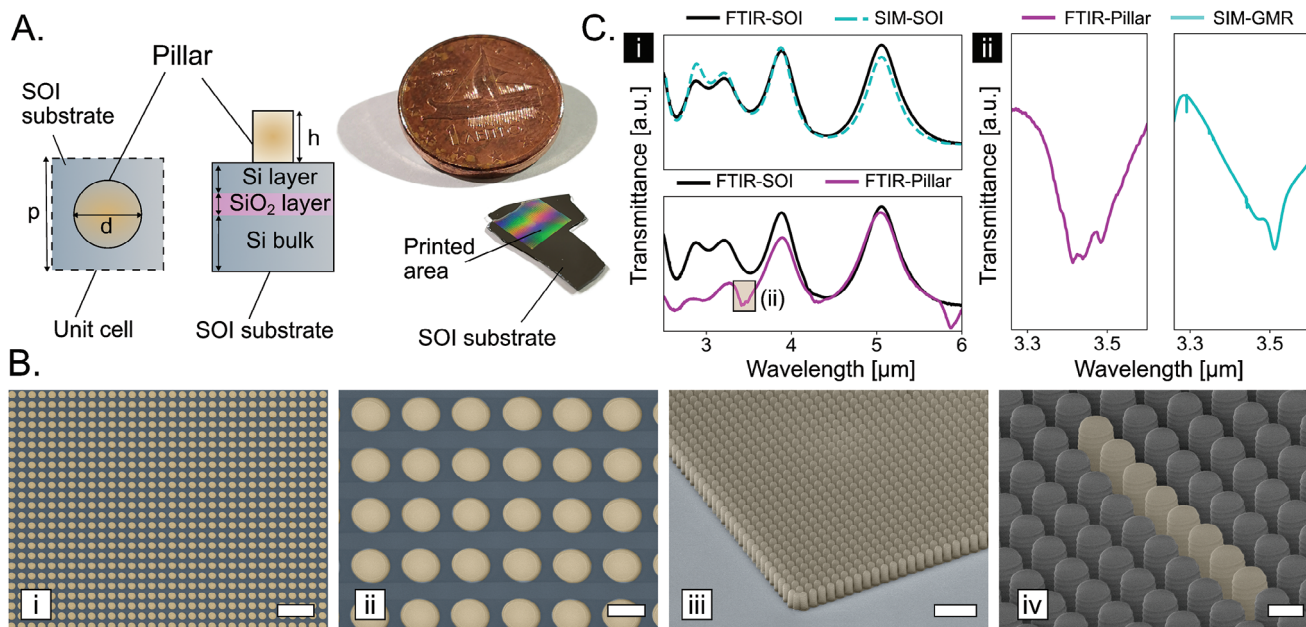 A.
Pillar
SOI
substrate
p
d
h
Si layer
SiO2 layer
Si bulk
Unit cell
SOI substrate
Printed
area
SOI substrate
C.
FTIR-SOI
SIM-SOI
i
Transmittance [a.u.]
FTIR-SOI
FTIR-Pillar
(ii)
3
4
5
6
Wavelength [μm]
FTIR-Pillar
SIM-GMR
ii
Transmittance [a.u.]
3.3
3.5
3.3
3.5
Wavelength [μm]
B.
i
ii
iii
iv